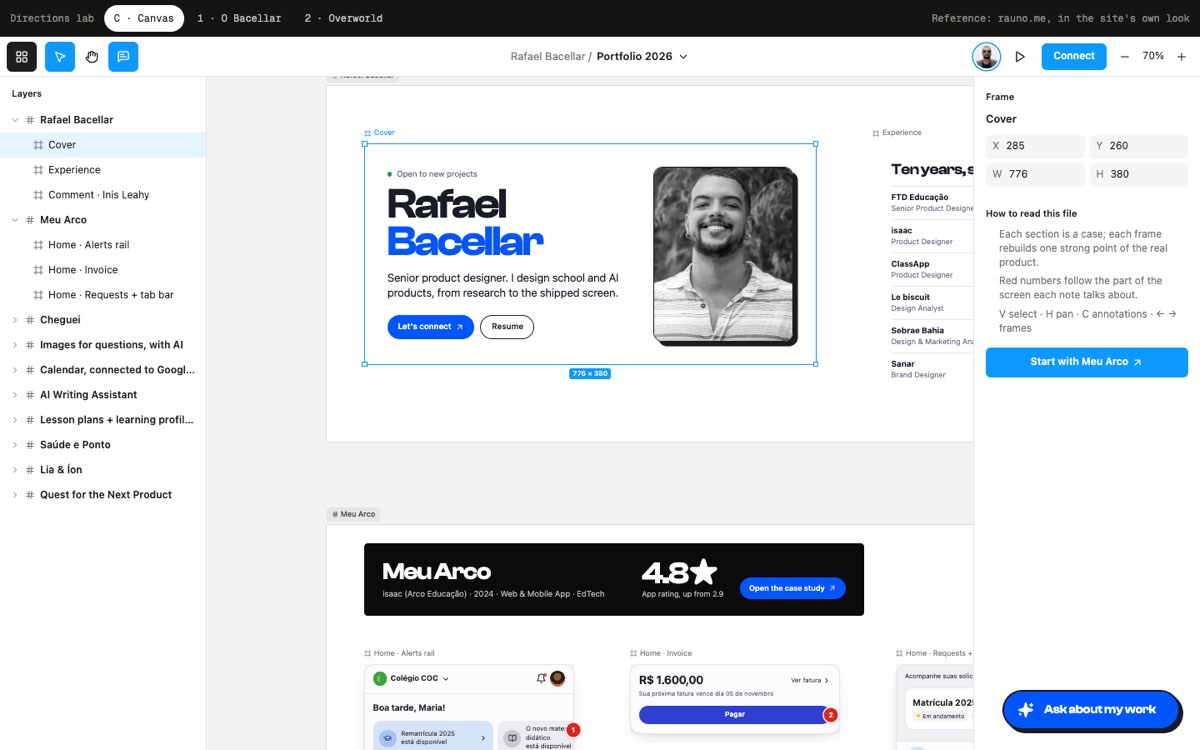 Directions lab
C · Canvas
1 · O Bacellar
2 · Overworld
Reference: rauno.me, in the site's own look
Rafael Bacellar / Portfolio 2026
Connect
70%
Layers
Rafael Bacellar
Cover
Experience
Comment · Inis Leahy
Meu Arco
Home · Alerts rail
Home · Invoice
Home · Requests + tab bar
Cheguei
Images for questions, with AI
Calendar, connected to Googl...
AI Writing Assistant
Lesson plans + learning profil...
Saúde e Ponto
Lia & Íon
Quest for the Next Product
Cover
Open to new projects
Rafael
Bacellar
Senior product designer. I design school and AI
products, from research to the shipped screen.
Let's connect
Resume
776 × 380
Experience
Ten years, s
FTD Educação
Senior Product Designe
isaac
Product Designer
ClassApp
Product Designer
Le biscuit
Design Analyst
Sebrae Bahia
Design & Marketing Ana
Sanar
Brand Designer
Meu Arco
Meu Arco
isaac (Arco Educação) · 2024 · Web & Mobile App · EdTech
4.8
App rating, up from 2.9
Open the case study
Home · Alerts rail
Colégio COC
Boa tarde, Maria!
Rematrícula 2025
está disponível
O novo mate
didático
está disponível
1
Home · Invoice
R$ 1.600,00
Ver fatura
Sua próxima fatura vence dia 05 de novembro
Pagar
2
Home · Requests +
Acompanhe suas solic
Matrícula 202
Em andamento
Frame
Cover
X 285
Y 260
W 776
H 380
How to read this file
Each section is a case; each frame
rebuilds one strong point of the real
product.
Red numbers follow the part of the
screen each note talks about.
V select · H pan · C annotations · ← →
frames
Start with Meu Arco
Ask about my work